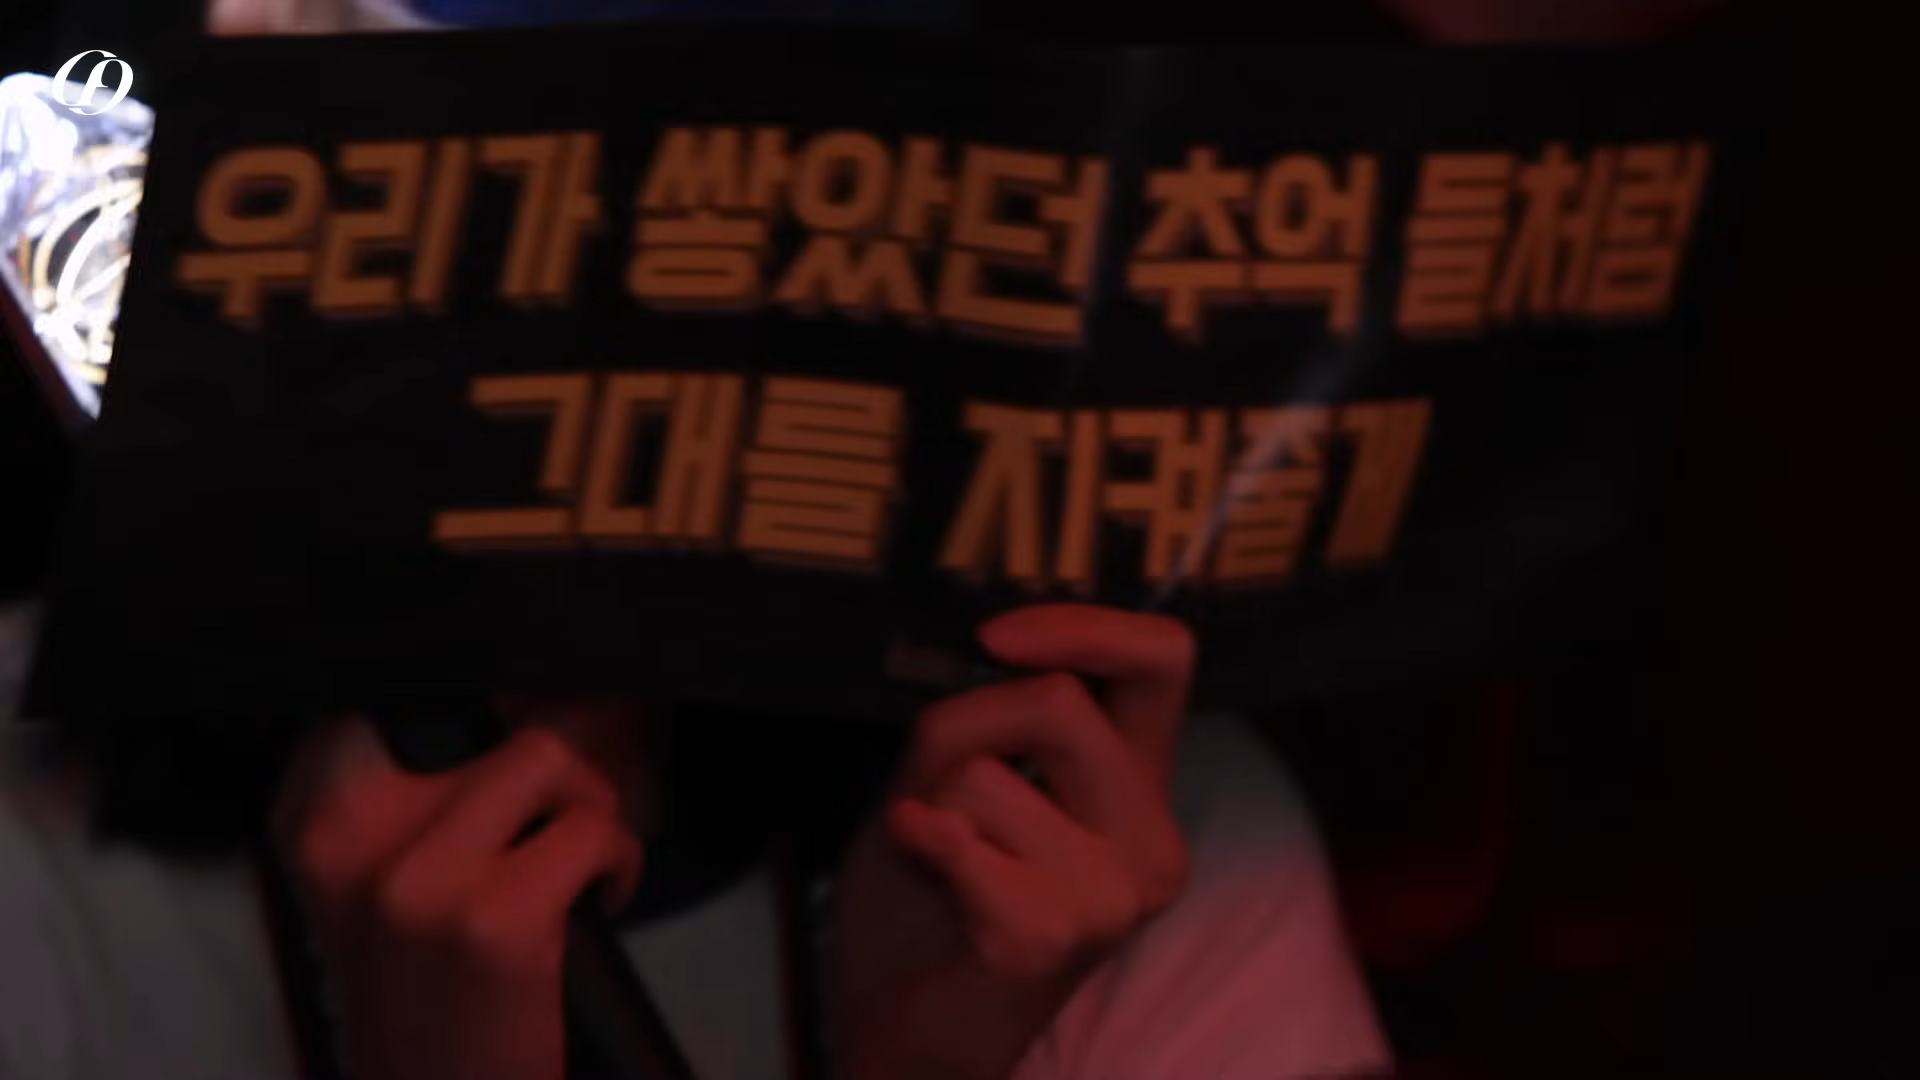 우리가 쌓았던 추억 들처럼
그대를 지켜줄게